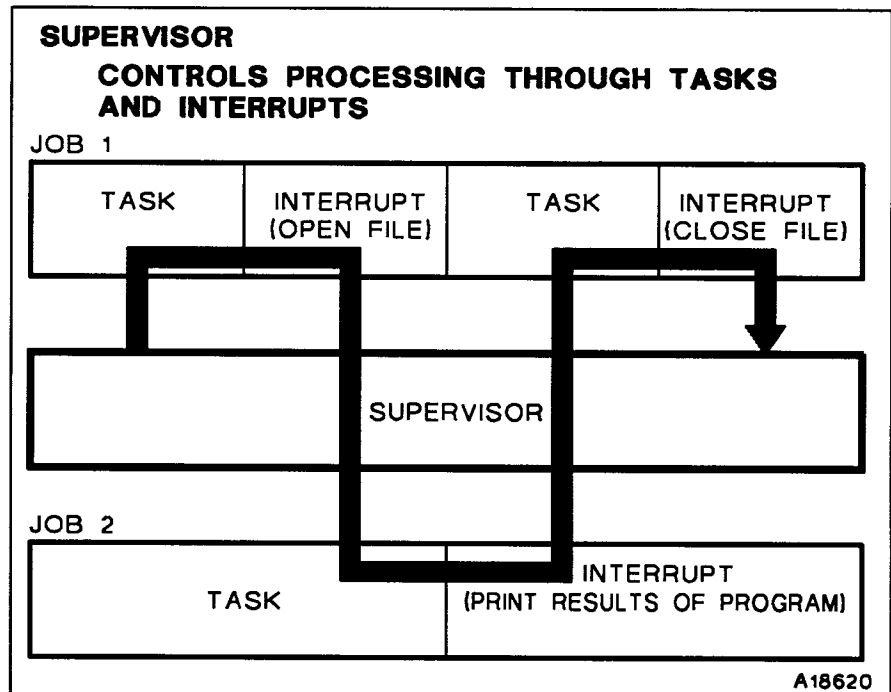 SUPERVISOR
CONTROLS PROCESSING THROUGH TASKS
AND INTERRUPTS
JOB 1
TASK
INTERRUPT
(OPEN FILE)
TASK
INTERRUPT
(CLOSE FILE)
SUPERVISOR
JOB 2
TASK
INTERRUPT
(PRINT RESULTS OF PROGRAM)
A18620